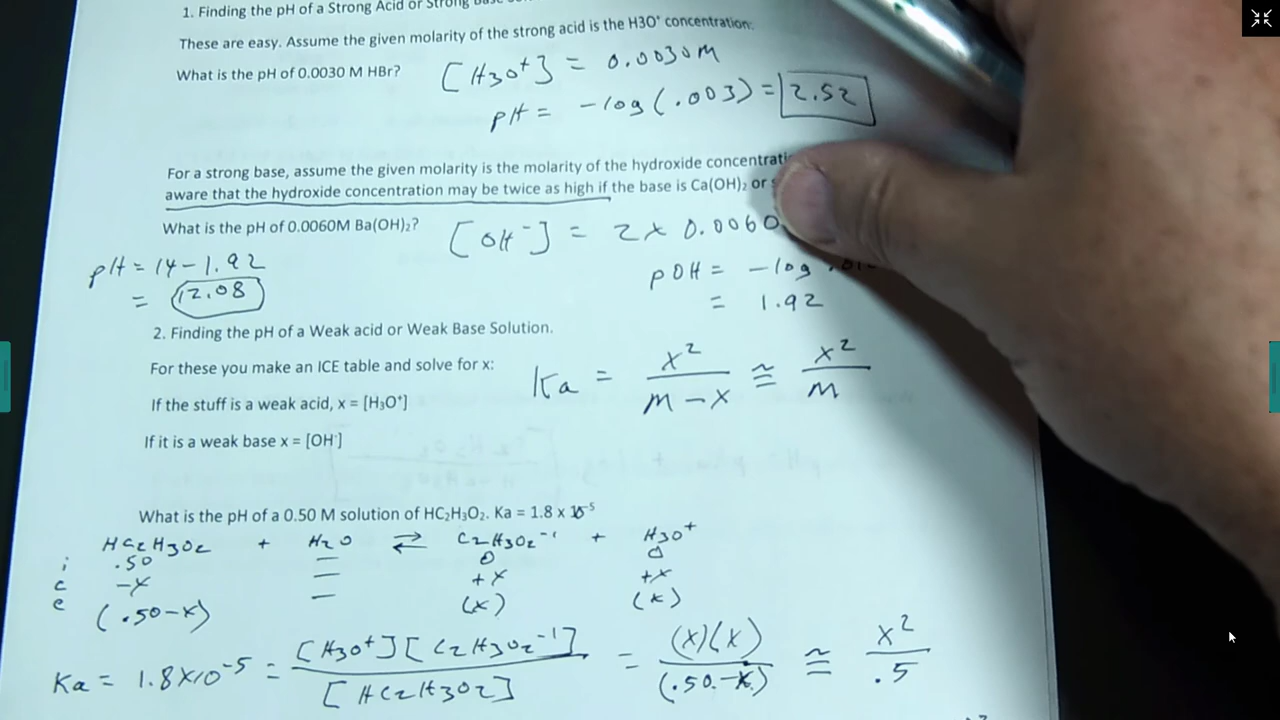 1. Finding the pH of a Strong Acid or Strong Base
These are easy. Assume the given molarity of the strong acid is the H3O⁺ concentration.
What is the pH of 0.0030 M HBr?
[H3O⁺] = 0.0030M
pH = -log(.003) = 2.52
For a strong base, assume the given molarity is the molarity of the hydroxide
aware that the hydroxide concentration may be twice as high if the base is Ca(OH)₂ or
What is the pH of 0.0060M Ba(OH)₂?
[OH⁻] = 2 x 0.0060
pH = 14 - 1.92
= 12.08
pOH = -log
= 1.92
2. Finding the pH of a Weak acid or Weak Base Solution.
For these you make an ICE table and solve for x:
Ka = x²/(m-x) ≅ x²/m
If the stuff is a weak acid, x = [H₃O⁺]
If it is a weak base x = [OH⁻]
What is the pH of a 0.50 M solution of HC₂H₃O₂. Ka = 1.8 x 10⁻⁵
HC2H3O2 + H2O ⇌ C2H3O2⁻¹ + H3O⁺
i .50 — 0 0
c -x — +x +x
e (.50-x) — (x) (x)
Ka = 1.8x10⁻⁵ = [H3O⁺][C2H3O2⁻¹]/[HC2H3O2] = (x)(x)/(.50-x) ≅ x²/.5